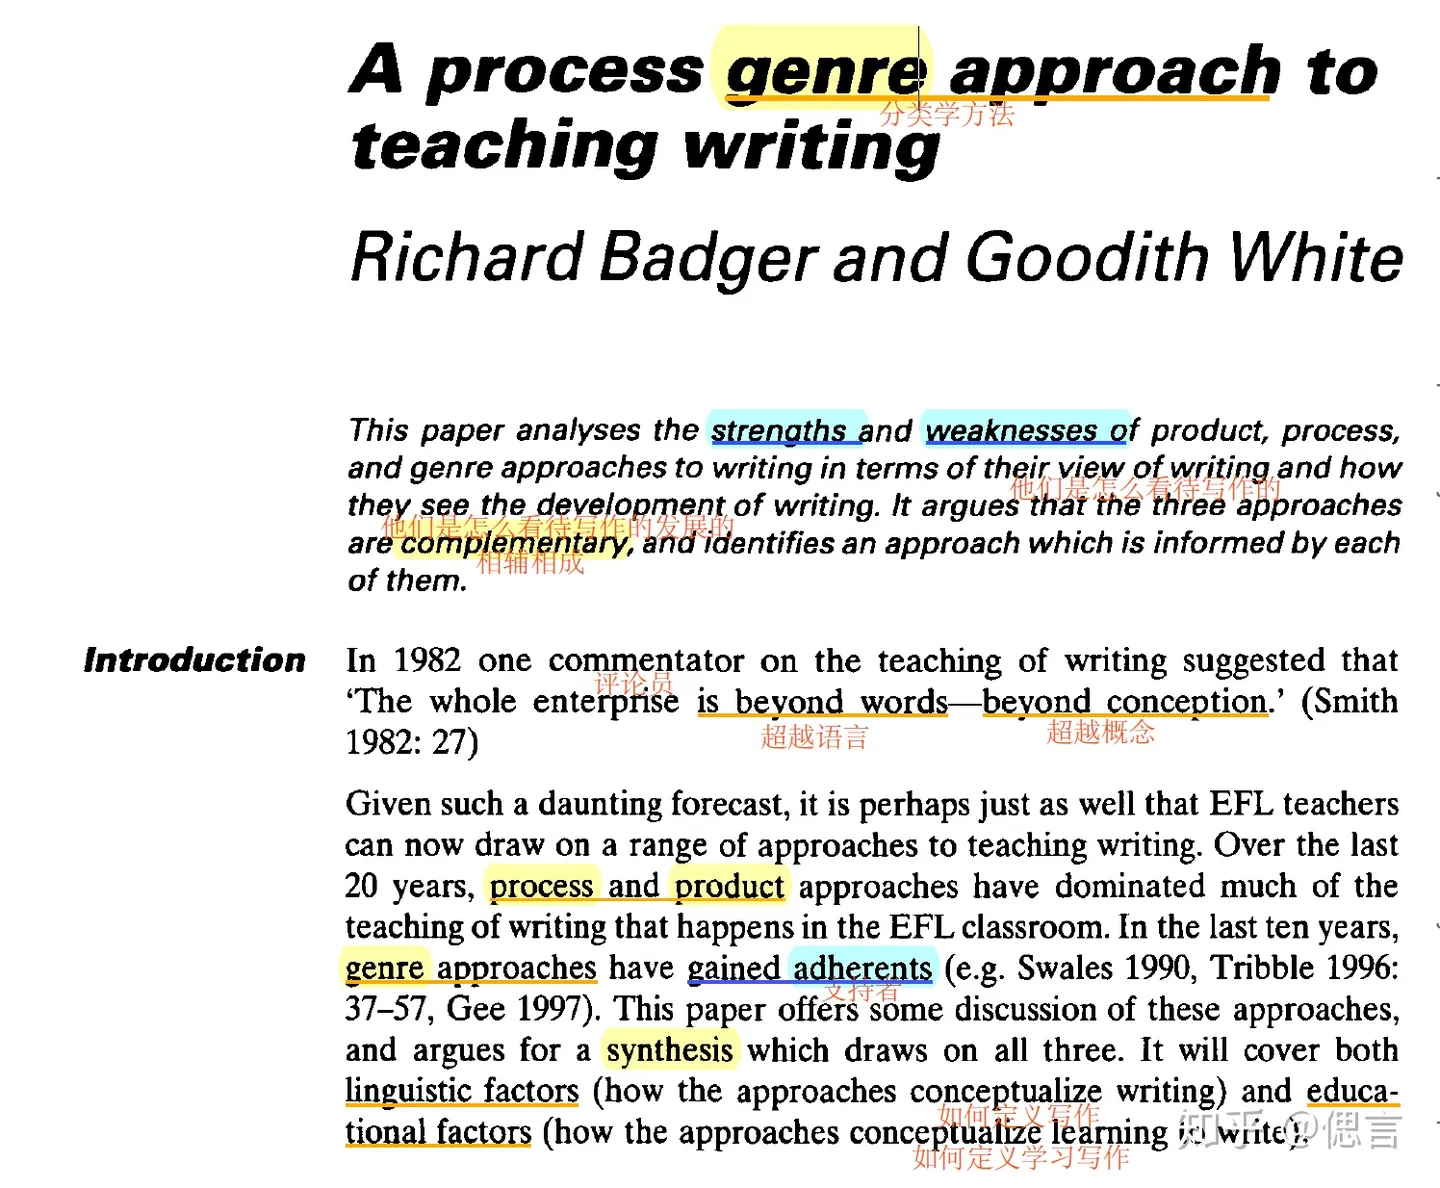 A process genre approach to
分类学方法
teaching writing
Richard Badger and Goodith White
This paper analyses the strengths and weaknesses of product, process,
and genre approaches to writing in terms of their view of writing and how
他们是怎么看待写作的
they see the development of writing. It argues that the three approaches
他们是怎么看待写作的发展的
are complementary, and identifies an approach which is informed by each
相辅相成
of them.
Introduction
In 1982 one commentator on the teaching of writing suggested that
评论员
‘The whole enterprise is beyond words—beyond conception.’ (Smith
超越语言 超越概念
1982: 27)
Given such a daunting forecast, it is perhaps just as well that EFL teachers
can now draw on a range of approaches to teaching writing. Over the last
20 years, process and product approaches have dominated much of the
teaching of writing that happens in the EFL classroom. In the last ten years,
genre approaches have gained adherents (e.g. Swales 1990, Tribble 1996:
支持者
37–57, Gee 1997). This paper offers some discussion of these approaches,
and argues for a synthesis which draws on all three. It will cover both
linguistic factors (how the approaches conceptualize writing) and educa-
如何定义写作
tional factors (how the approaches conceptualize learning to write).
如何定义学习写作
知乎 @偲言